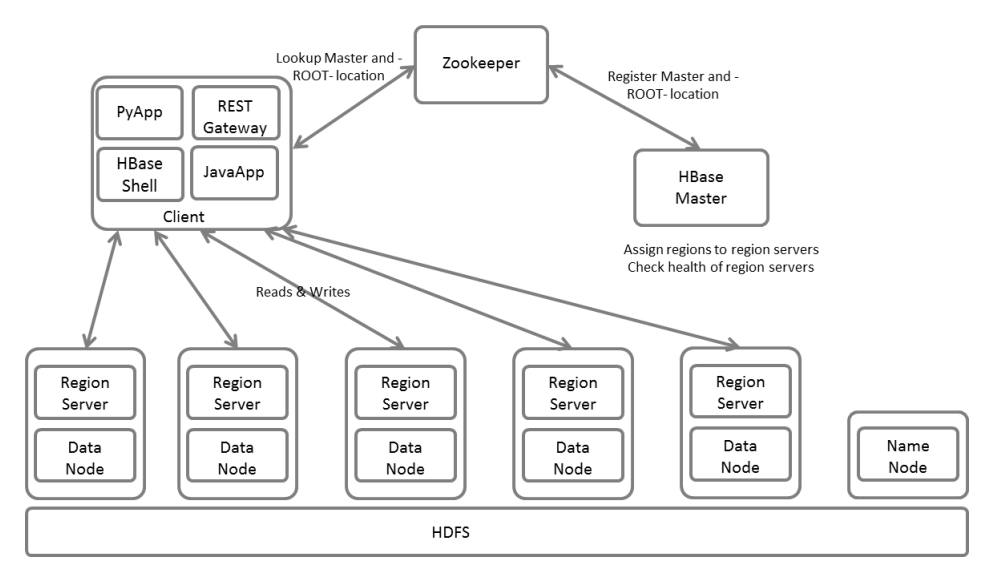 Zookeeper
Lookup Master and -
ROOT- location
Register Master and -
ROOT- location
PyApp
REST
Gateway
HBase
Shell
JavaApp
Client
HBase
Master
Assign regions to region servers
Check health of region servers
Reads & Writes
Region
Server
Data
Node
Region
Server
Data
Node
Region
Server
Data
Node
Region
Server
Data
Node
Region
Server
Data
Node
Name
Node
HDFS